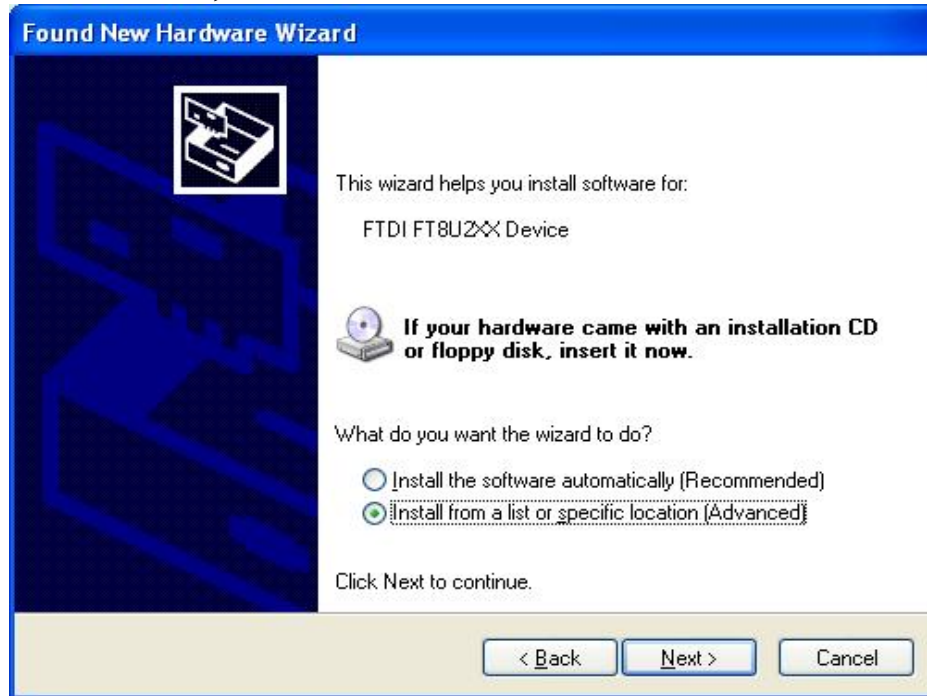 Found New Hardware Wizard
This wizard helps you install software for:
FTDI FT8U2XX Device
If your hardware came with an installation CD
or floppy disk, insert it now.
What do you want the wizard to do?
Install the software automatically (Recommended)
Install from a list or specific location (Advanced)
Click Next to continue.
< Back
Next >
Cancel